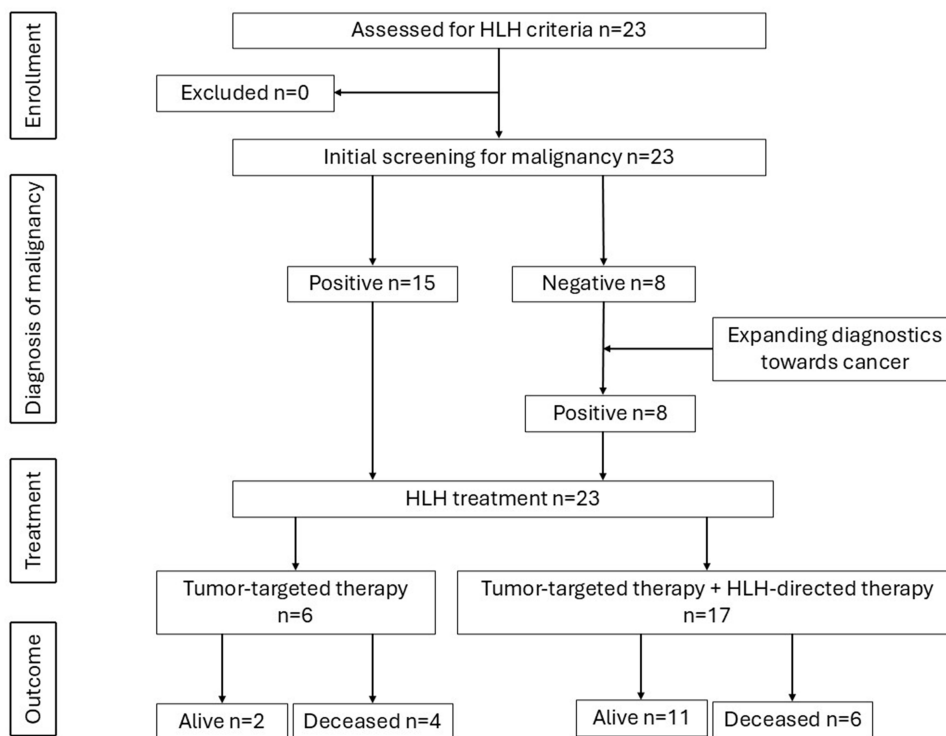 Enrollment
Assessed for HLH criteria n=23
Excluded n=0
Initial screening for malignancy n=23
Diagnosis of malignancy
Positive n=15
Negative n=8
Expanding diagnostics
towards cancer
Positive n=8
Treatment
HLH treatment n=23
Tumor-targeted therapy
n=6
Tumor-targeted therapy + HLH-directed therapy
n=17
Outcome
Alive n=2
Deceased n=4
Alive n=11
Deceased n=6